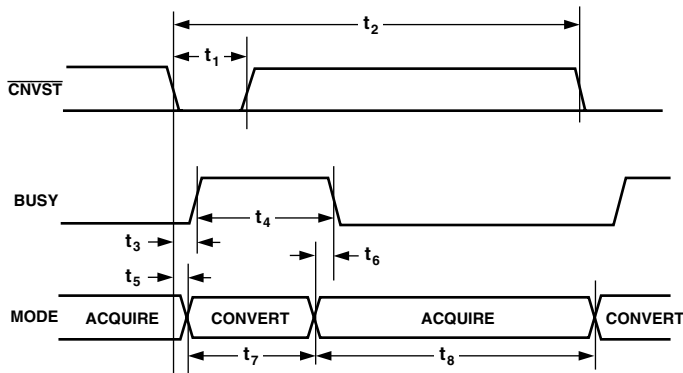 t2
t1
CNVST
BUSY
t4
t3
t6
t5
MODE ACQUIRE CONVERT ACQUIRE CONVERT
t7 t8